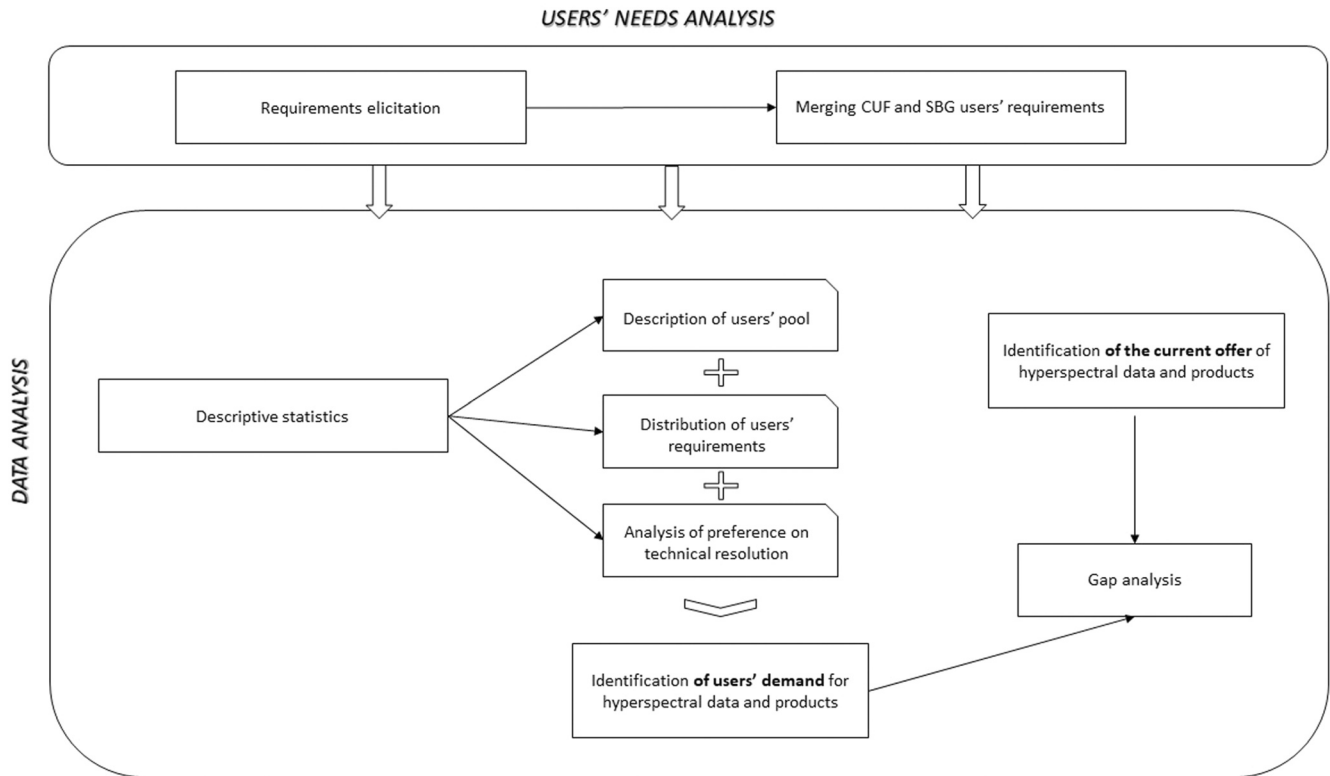 USERS' NEEDS ANALYSIS
Requirements elicitation
Merging CUF and SBG users' requirements
DATA ANALYSIS
Descriptive statistics
Description of users' pool
Distribution of users'
requirements
Analysis of preference on
technical resolution
Identification of users' demand for
hyperspectral data and products
Identification of the current offer of
hyperspectral data and products
Gap analysis